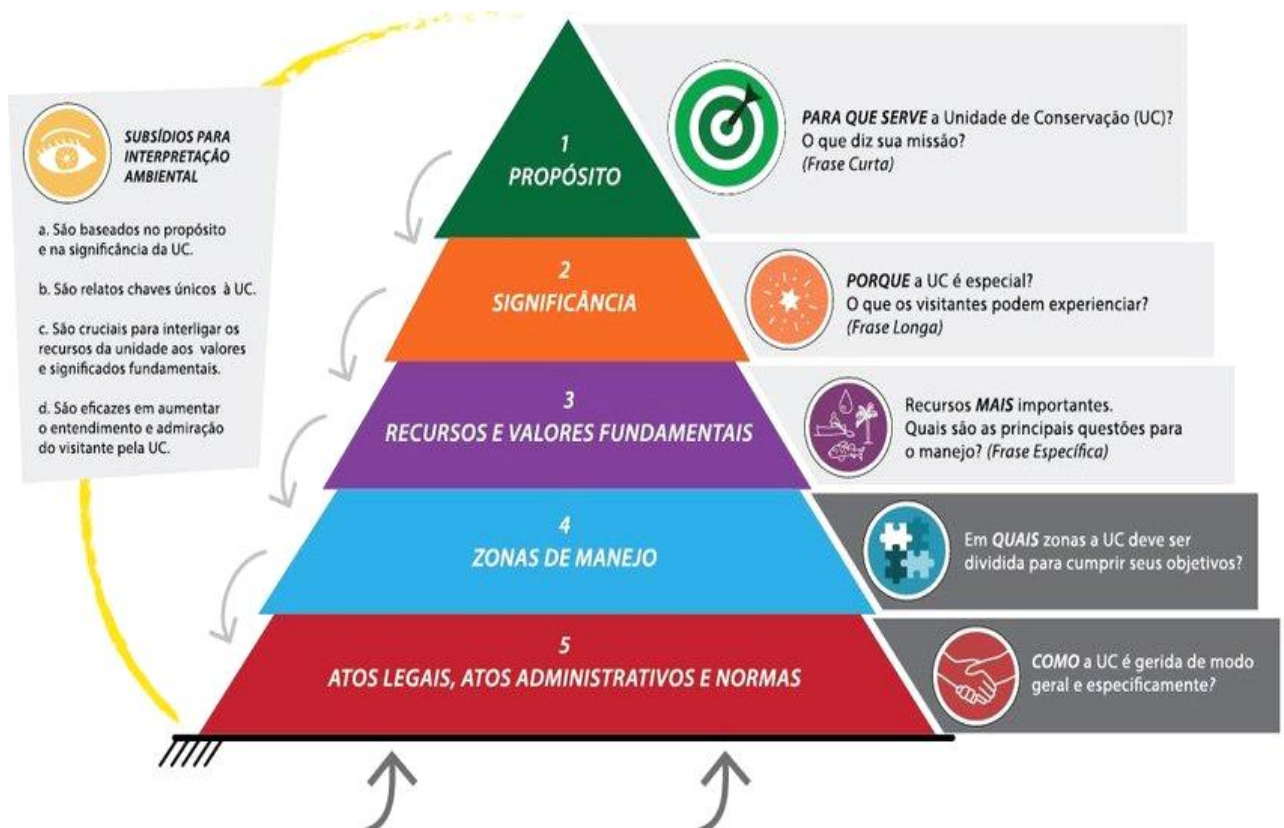 SUBSÍDIOS PARA
INTERPRETAÇÃO
AMBIENTAL
a. São baseados no propósito
e na significância da UC.
b. São relatos chaves únicos à UC.
c. São cruciais para interligar os
recursos da unidade aos valores
e significados fundamentais.
d. São eficazes em aumentar
o entendimento e admiração
do visitante pela UC.
1
PROPÓSITO
PARA QUE SERVE a Unidade de Conservação (UC)?
O que diz sua missão?
(Frase Curta)
2
SIGNIFICÂNCIA
PORQUE a UC é especial?
O que os visitantes podem experienciar?
(Frase Longa)
3
RECURSOS E VALORES FUNDAMENTAIS
Recursos MAIS importantes.
Quais são as principais questões para
o manejo? (Frase Específica)
4
ZONAS DE MANEJO
Em QUAIS zonas a UC deve ser
dividida para cumprir seus objetivos?
5
ATOS LEGAIS, ATOS ADMINISTRATIVOS E NORMAS
COMO a UC é gerida de modo
geral e especificamente?